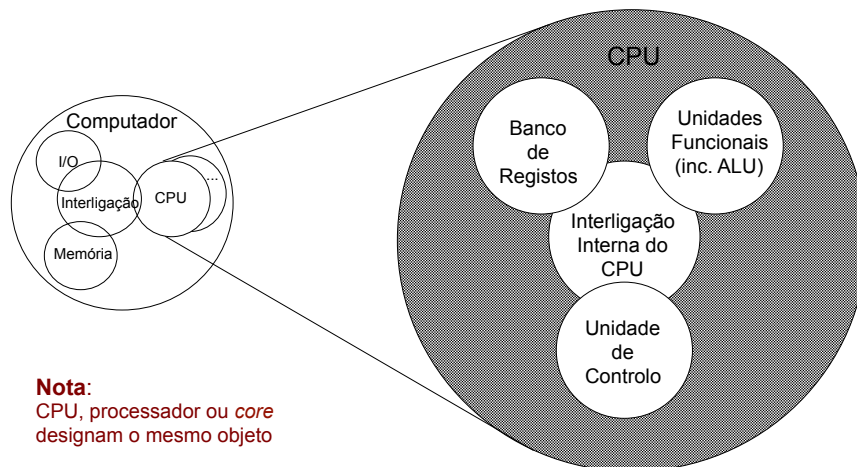 Computador
I/O
Interligação
CPU
...
Memória
CPU
Banco
de
Registos
Unidades
Funcionais
(inc. ALU)
Interligação
Interna do
CPU
Unidade
de
Controlo
Nota:
CPU, processador ou core
designam o mesmo objeto